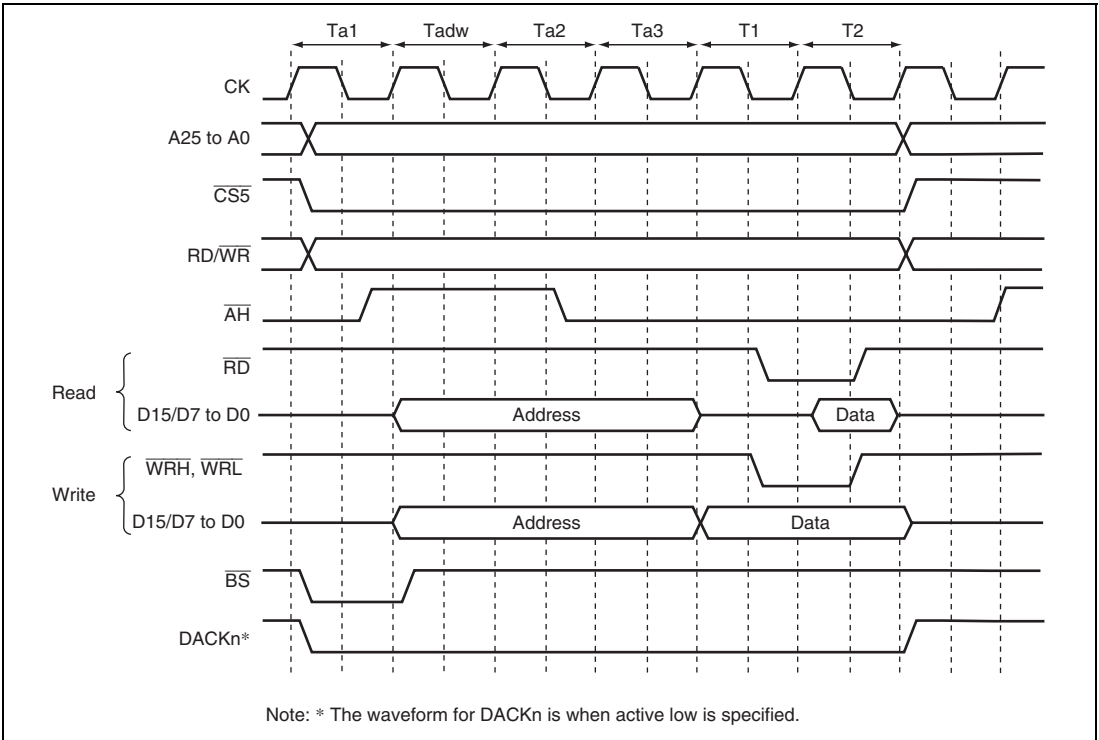 Ta1 Tadw Ta2 Ta3 T1 T2
CK
A25 to A0
CS5
RD/WR
AH
RD
Read
D15/D7 to D0 Address Data
WRH, WRL
Write
D15/D7 to D0 Address Data
BS
DACKn*
Note: * The waveform for DACKn is when active low is specified.